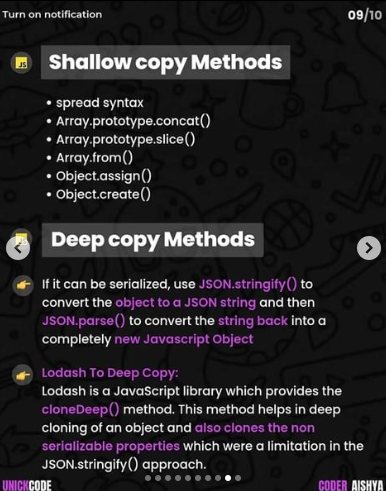 Turn on notification
09/10
JS
Shallow copy Methods
• spread syntax
• Array.prototype.concat()
• Array.prototype.slice()
• Array.from()
• Object.assign()
• Object.create()
Deep copy Methods
If it can be serialized, use JSON.stringify() to
convert the object to a JSON string and then
JSON.parse() to convert the string back into a
completely new Javascript Object
Lodash To Deep Copy:
Lodash is a JavaScript library which provides the
cloneDeep() method. This method helps in deep
cloning of an object and also clones the non
serializable properties which were a limitation in the
JSON.stringify() approach.
UNICKCODE
CODER AISHYA